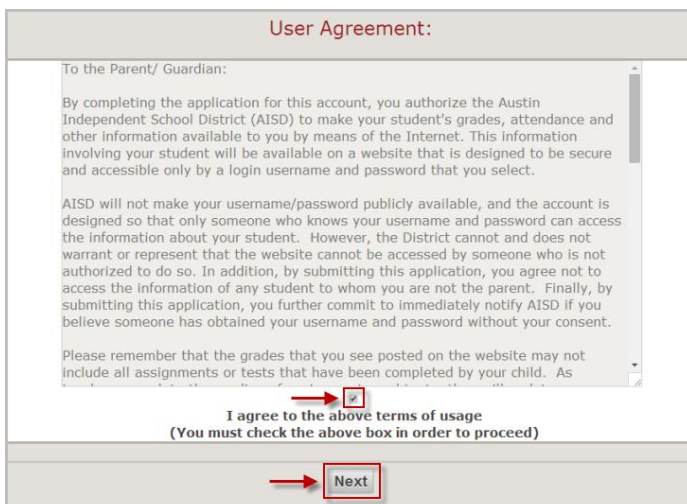 User Agreement:
To the Parent/ Guardian:
By completing the application for this account, you authorize the Austin
Independent School District (AISD) to make your student's grades, attendance and
other information available to you by means of the Internet. This information
involving your student will be available on a website that is designed to be secure
and accessible only by a login username and password that you select.
AISD will not make your username/password publicly available, and the account is
designed so that only someone who knows your username and password can access
the information about your student.  However, the District cannot and does not
warrant or represent that the website cannot be accessed by someone who is not
authorized to do so. In addition, by submitting this application, you agree not to
access the information of any student to whom you are not the parent.  Finally, by
submitting this application, you further commit to immediately notify AISD if you
believe someone has obtained your username and password without your consent.
Please remember that the grades that you see posted on the website may not
include all assignments or tests that have been completed by your child.  As
I agree to the above terms of usage
(You must check the above box in order to proceed)
Next